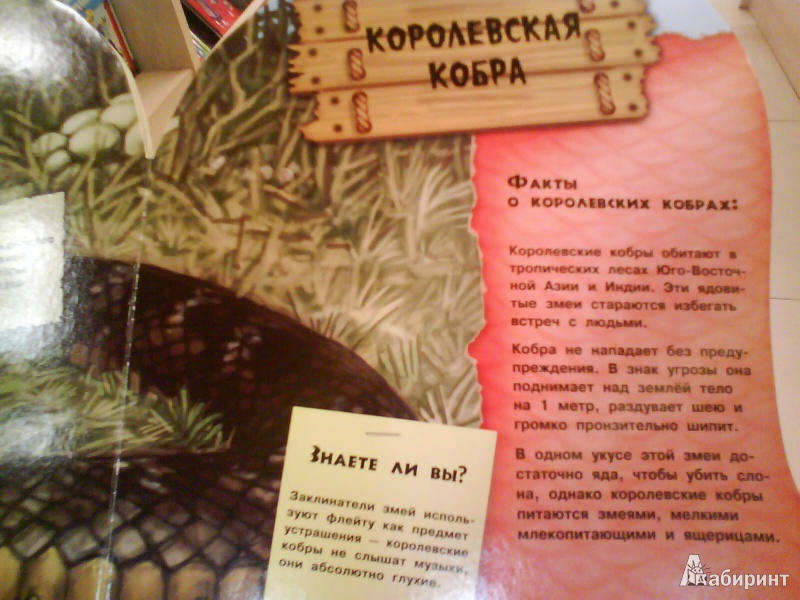 КОРОЛЕВСКАЯ
КОБРА
ФАКТЫ
О КОРОЛЕВСКИХ КОБРАХ:
Королевские кобры обитают в
тропических лесах Юго-Восточ-
ной Азии и Индии. Эти ядови-
тые змеи стараются избегать
встреч с людьми.
Кобра не нападает без преду-
преждения. В знак угрозы она
поднимает над землёй тело
на 1 метр, раздувает шею и
громко пронзительно шипит.
В одном укусе этой змеи до-
статочно яда, чтобы убить сло-
на, однако королевские кобры
питаются змеями, мелкими
млекопитающими и ящерицами.
ЗНАЕТЕ ЛИ ВЫ?
Заклинатели змей исполь-
зуют флейту как предмет
устрашения – королевские
кобры не слышат музыки,
они абсолютно глухие.
Лабиринт